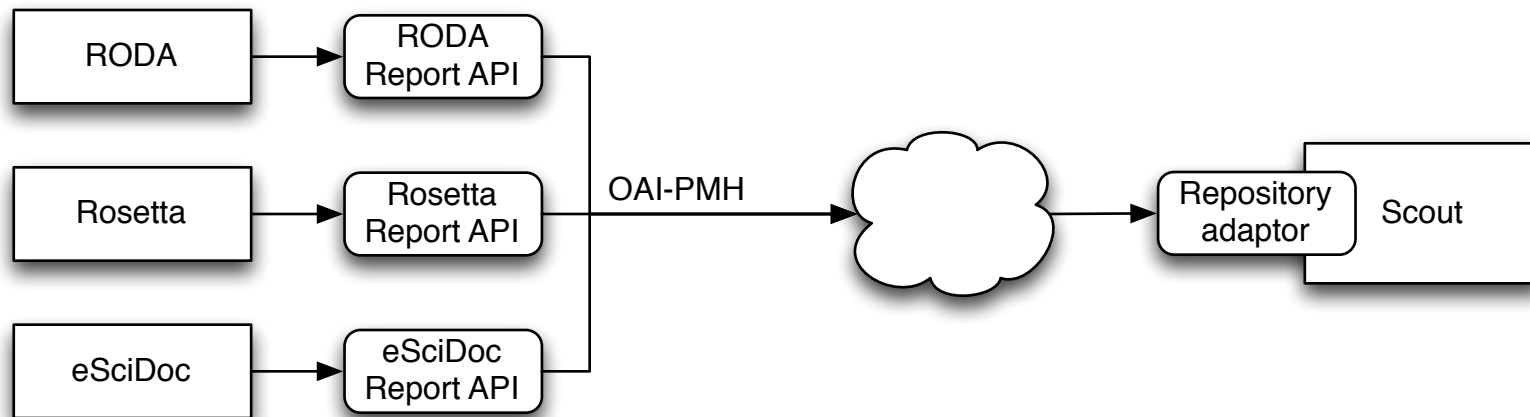 RODA
RODA
Report API
Rosetta
Rosetta
Report API
OAI-PMH
Repository
adaptor
Scout
eSciDoc
eSciDoc
Report API